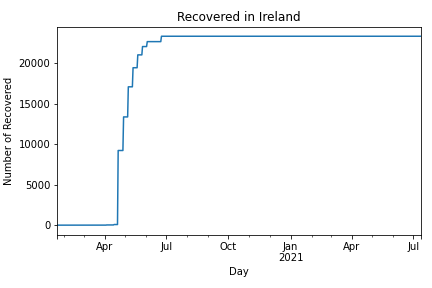 Recovered in Ireland
Number of Recovered
20000
15000
10000
5000
0
Apr Jul Oct Jan Apr Jul
2021
Day